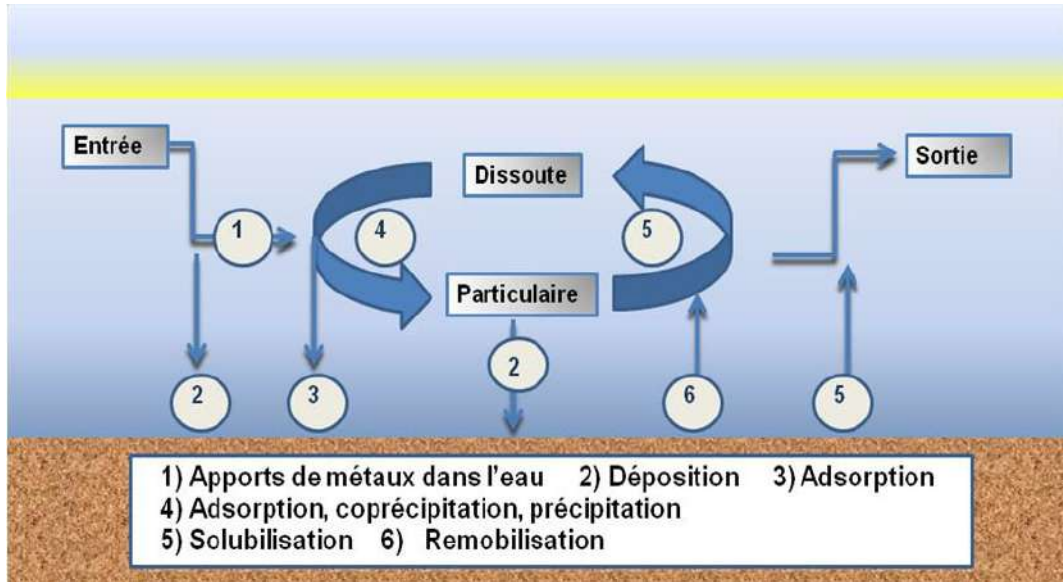 Entrée
Dissoute
Sortie
1
4
5
Particulaire
2
3
2
6
5
1) Apports de métaux dans l'eau 2) Déposition 3) Adsorption
4) Adsorption, coprécipitation, précipitation
5) Solubilisation 6) Remobilisation